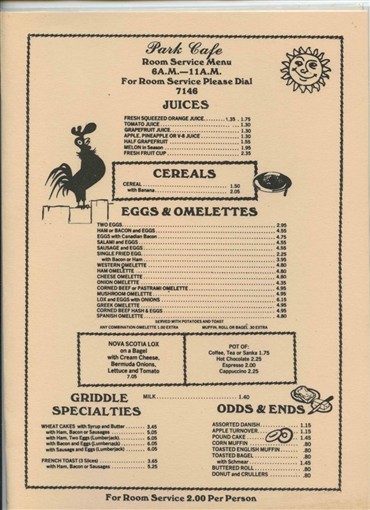 Park Cafe
Room Service Menu
6A.M.—11A.M.
For Room Service Please Dial
7146
JUICES
FRESH SQUEEZED ORANGE JUICE 1.35 1.75
TOMATO JUICE 1.30
GRAPEFRUIT JUICE 1.30
APPLE, PINEAPPLE OR V-8 JUICE 1.30
HALF GRAPEFRUIT 1.55
MELON in Season 1.95
FRESH FRUIT CUP 2.35
CEREALS
CEREAL 1.50
with Banana 2.05
EGGS & OMELETTES
TWO EGGS 2.95
HAM or BACON and EGGS 4.55
EGGS with Canadian Bacon 4.75
SALAMI and EGGS 4.55
SAUSAGE and EGGS 4.55
SINGLE FRIED EGG 2.25
with Bacon or Ham 3.95
WESTERN OMELETTE 4.80
HAM OMELETTE 4.80
CHEESE OMELETTE 4.80
ONION OMELETTE 4.35
CORNED BEEF or PASTRAMI OMELETTE 4.95
MUSHROOM OMELETTE 4.95
LOX and EGGS with ONIONS 6.15
GREEK OMELETTE 4.95
CORNED BEEF HASH & EGGS 4.95
SPANISH OMELETTE 4.80
SERVED WITH POTATOES AND TOAST
ANY COMBINATION OMELETTE 1.00 EXTRA MUFFIN, ROLL OR BAGEL .30 EXTRA
NOVA SCOTIA LOX
on a Bagel
with Cream Cheese,
Bermuda Onions,
Lettuce and Tomato
7.05
POT OF:
Coffee, Tea or Sanka 1.75
Hot Chocolate 2.25
Espresso 2.00
Cappuccino 2.25
MILK 1.40
GRIDDLE
SPECIALTIES
WHEAT CAKES with Syrup and Butter 3.45
with Ham, Bacon or Sausages 5.05
with Ham, Two Eggs (Lumberjack) 6.05
with Bacon and Eggs (Lumberjack) 6.05
with Sausage and Eggs (Lumberjack) 6.05
FRENCH TOAST (3 Slices) 3.65
with Ham, Bacon or Sausages 5.25
ODDS & ENDS
ASSORTED DANISH 1.15
APPLE TURNOVER 1.15
POUND CAKE 1.45
CORN MUFFIN .80
TOASTED ENGLISH MUFFIN .80
TOASTED BAGEL .80
with Schmear 1.45
BUTTERED ROLL .80
DONUT and CRULLERS .80
For Room Service 2.00 Per Person